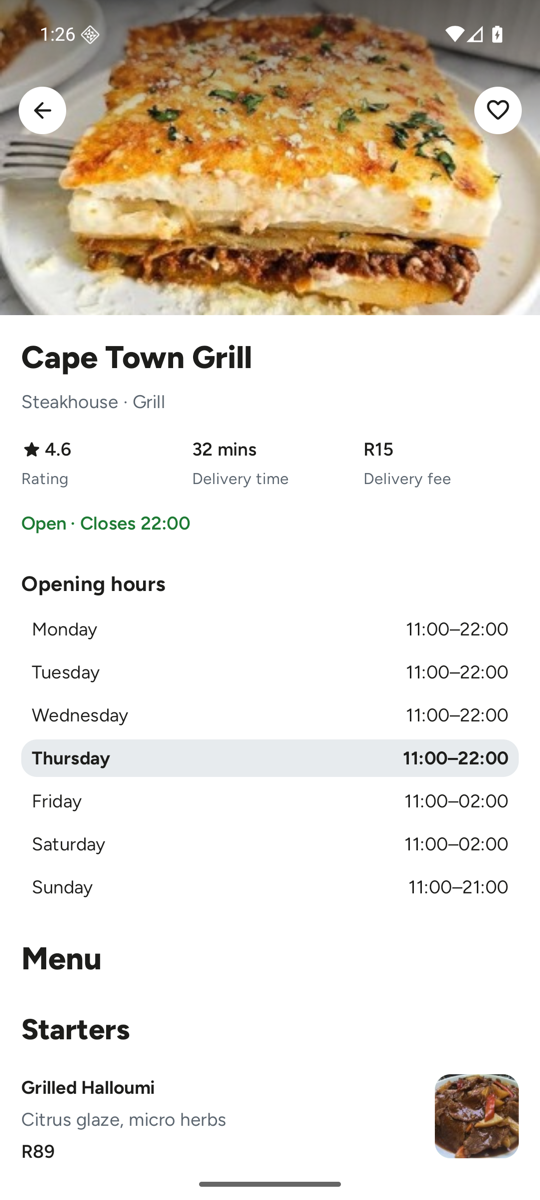 1:26
Cape Town Grill
Steakhouse · Grill
★ 4.6
32 mins
R15
Rating
Delivery time
Delivery fee
Open · Closes 22:00
Opening hours
Monday 11:00–22:00
Tuesday 11:00–22:00
Wednesday 11:00–22:00
Thursday 11:00–22:00
Friday 11:00–02:00
Saturday 11:00–02:00
Sunday 11:00–21:00
Menu
Starters
Grilled Halloumi
Citrus glaze, micro herbs
R89